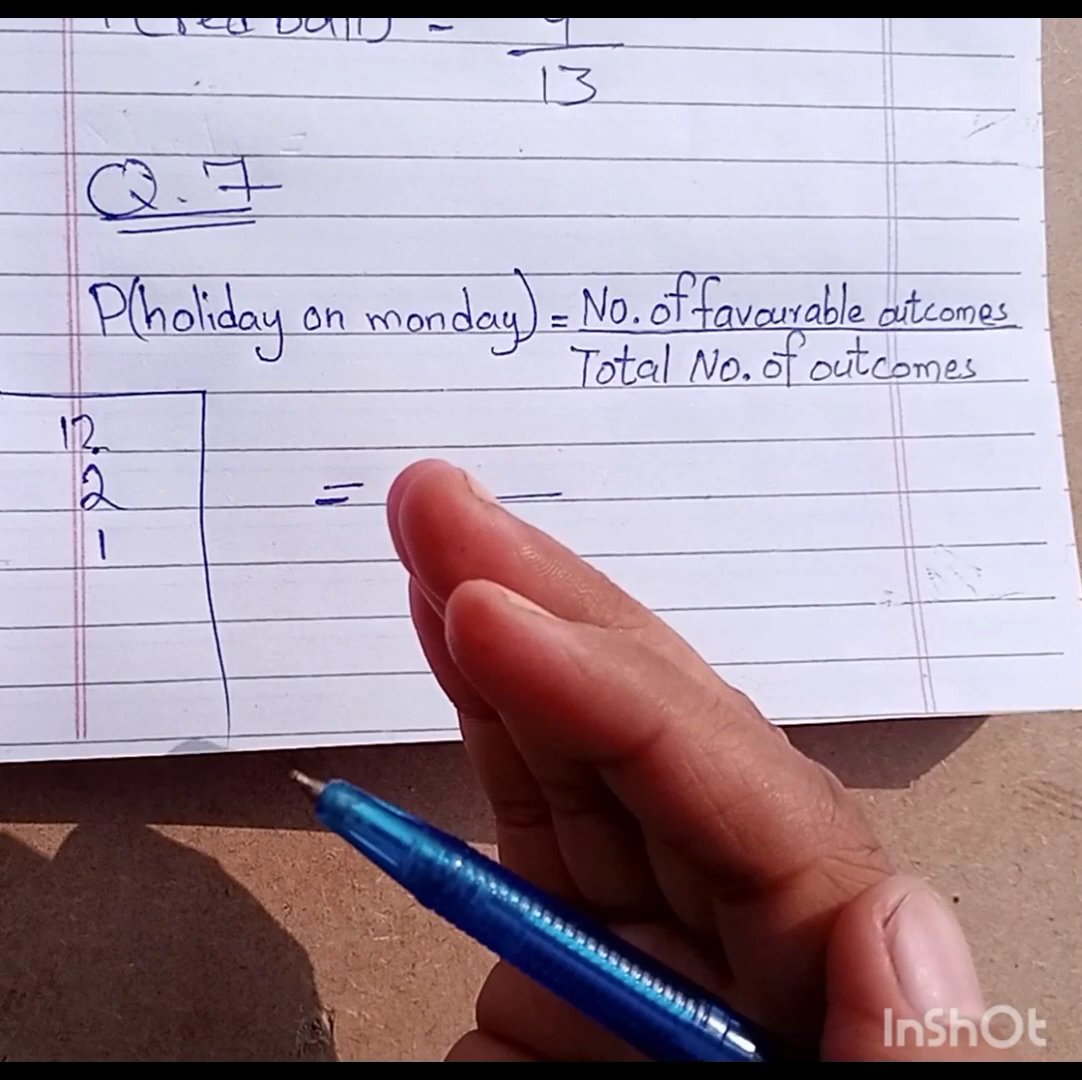 13
Q. 7
P(holiday on monday) = No. of favourable outcomes
Total No. of outcomes
12
2 =
1
InShOt